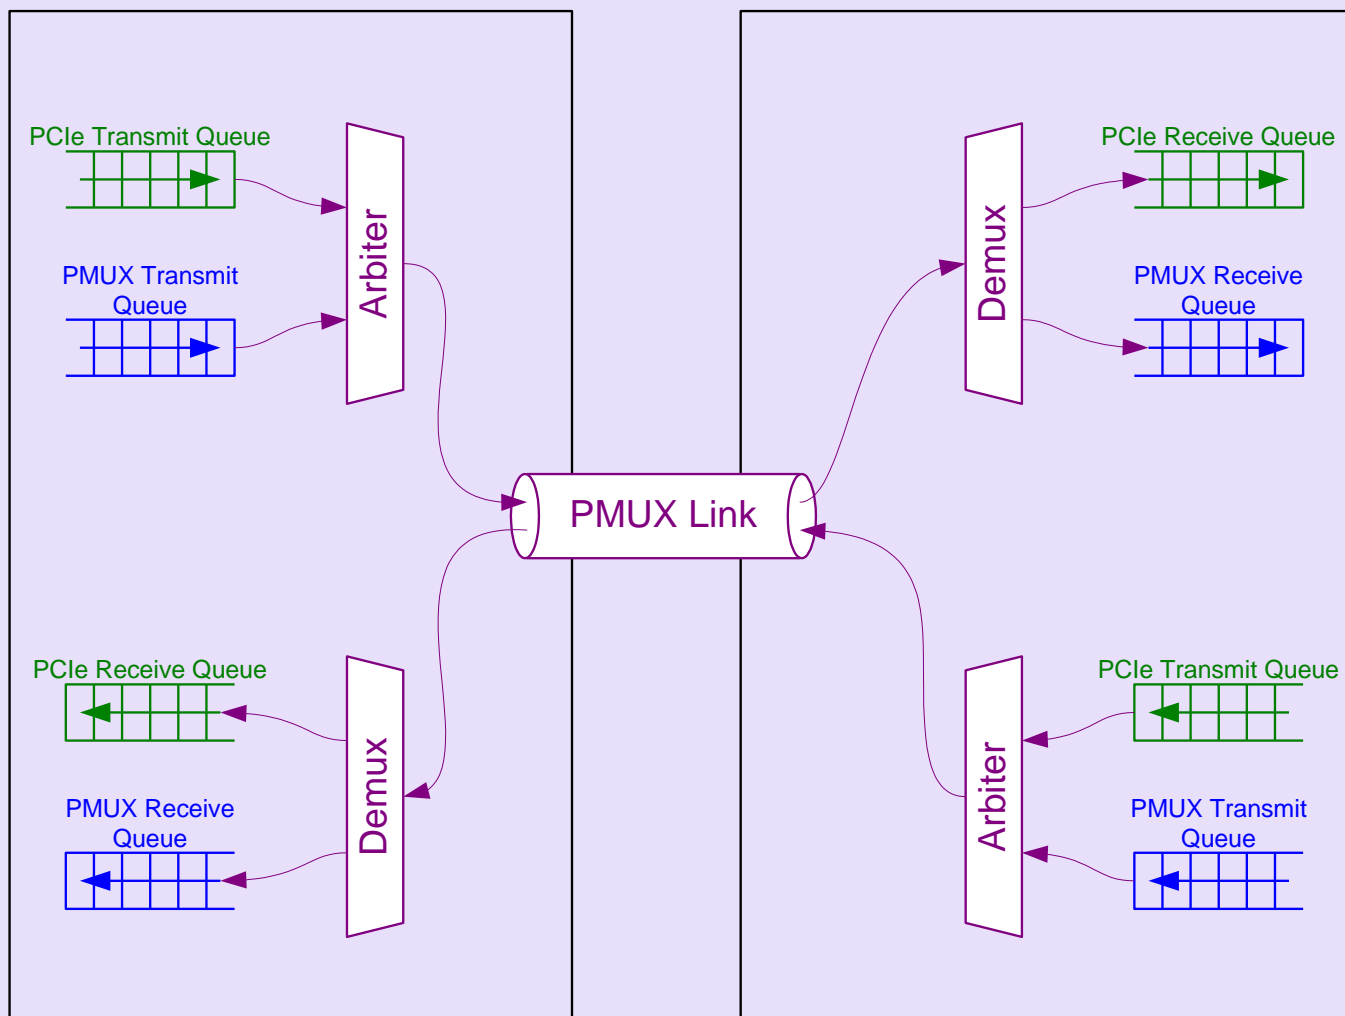 PCIe Transmit Queue
PMUX Transmit
Queue
Arbiter
Demux
PCIe Receive Queue
PMUX Receive
Queue
PMUX Link
PCIe Receive Queue
PMUX Receive
Queue
Demux
Arbiter
PCIe Transmit Queue
PMUX Transmit
Queue